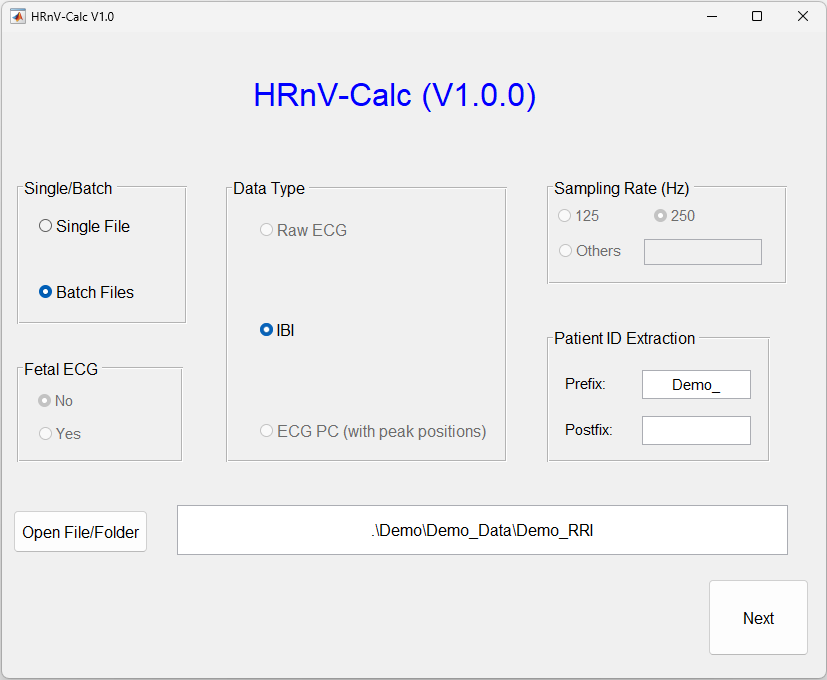 HRnV-Calc V1.0
HRnV-Calc (V1.0.0)
Single/Batch
Single File
Batch Files
Fetal ECG
No
Yes
Data Type
Raw ECG
IBI
ECG PC (with peak positions)
Sampling Rate (Hz)
125 250
Others
Patient ID Extraction
Prefix: Demo_
Postfix:
Open File/Folder .\Demo\Demo_Data\Demo_RRI
Next